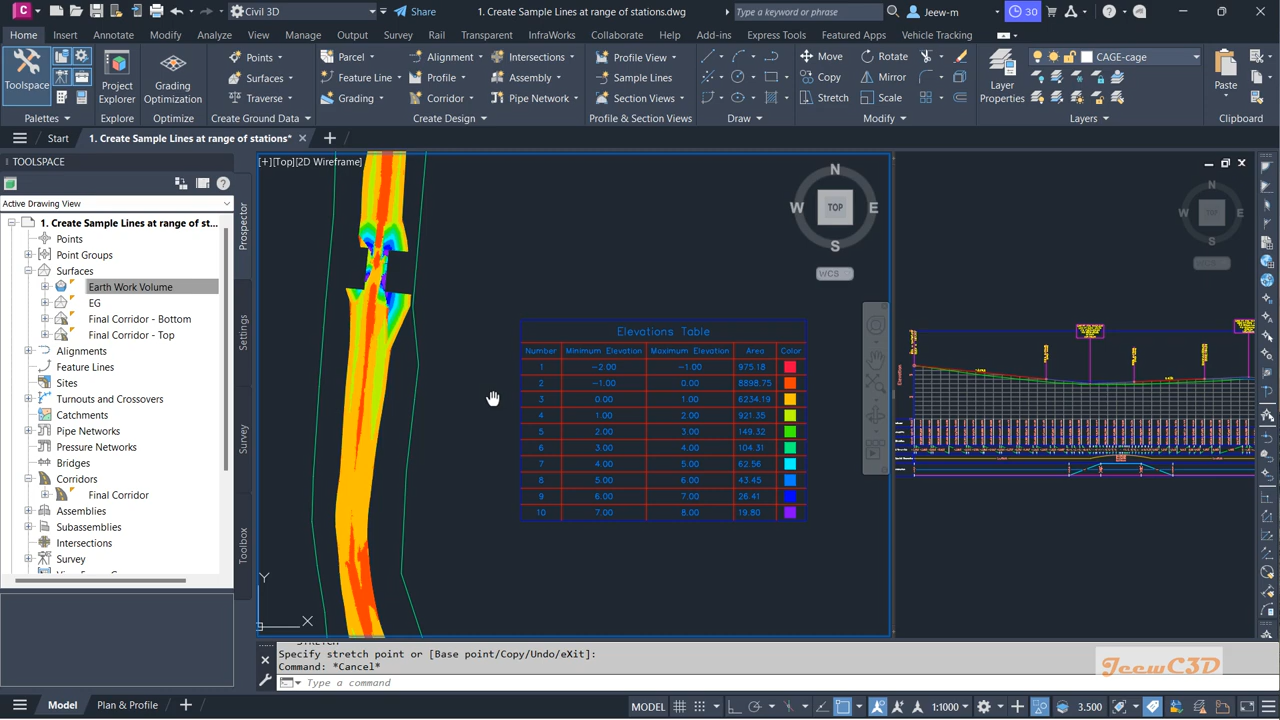 Civil 3D
Share
1. Create Sample Lines at range of stations.dwg
Type a keyword or phrase
Jeew-m
30
Home Insert Annotate Modify Analyze View Manage Output Survey Rail Transparent InfraWorks Collaborate Help Add-ins Express Tools Featured Apps Vehicle Tracking
Toolspace
Palettes
Project Explorer
Explore
Grading Optimization
Optimize
Points
Surfaces
Traverse
Create Ground Data
Parcel
Feature Line
Grading
Alignment
Profile
Corridor
Intersections
Assembly
Pipe Network
Create Design
Profile View
Sample Lines
Section Views
Profile & Section Views
Draw
Move
Copy
Stretch
Rotate
Mirror
Scale
Modify
Layer Properties
CAGE-cage
Layers
Paste
Clipboard
Start
1. Create Sample Lines at range of stations*
TOOLSPACE
Active Drawing View
1. Create Sample Lines at range of st...
Points
Point Groups
Surfaces
Earth Work Volume
EG
Final Corridor - Bottom
Final Corridor - Top
Alignments
Feature Lines
Sites
Turnouts and Crossovers
Catchments
Pipe Networks
Pressure Networks
Bridges
Corridors
Final Corridor
Assemblies
Subassemblies
Intersections
Survey
Prospector
Settings
Survey
Toolbox
[+][Top][2D Wireframe]
N
W TOP E
S
WCS
Elevations Table
Number Minimum Elevation Maximum Elevation Area Color
1 −2.00 −1.00 975.18
2 −1.00 0.00 8898.75
3 0.00 1.00 6234.19
4 1.00 2.00 921.35
5 2.00 3.00 149.32
6 3.00 4.00 104.31
7 4.00 5.00 62.56
8 5.00 6.00 43.45
9 6.00 7.00 26.41
10 7.00 8.00 19.80
Y
X
N
W TOP E
S
Specify stretch point or [Base point/Copy/Undo/eXit]:
Command: *Cancel*
Type a command
JeewC3D
Model
Plan & Profile
MODEL
1:1000
3.500